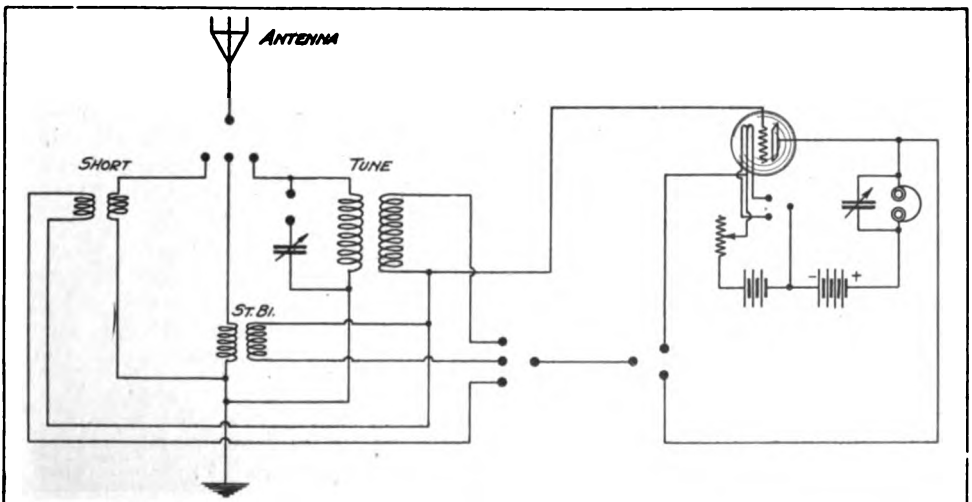 ANTENNA
SHORT
TUNE
ST. BI.
- +